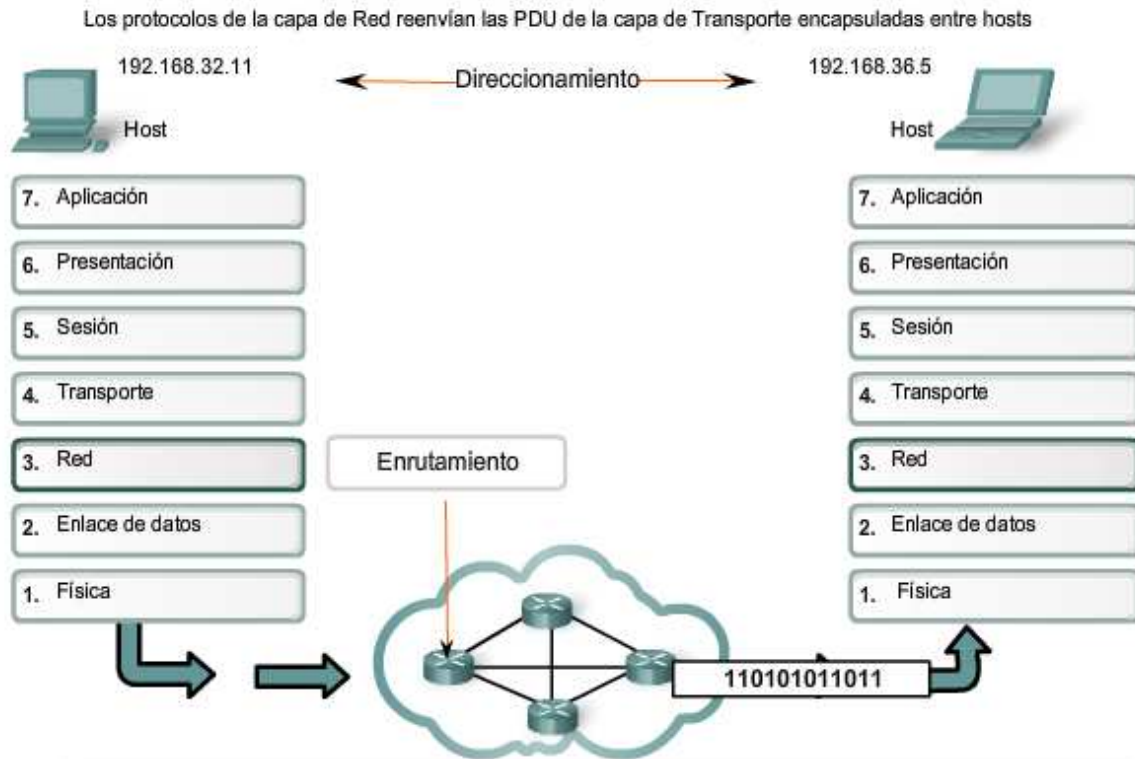 Los protocolos de la capa de Red reenvían las PDU de la capa de Transporte encapsuladas entre hosts
192.168.32.11
Direccionamiento
192.168.36.5
Host
Host
7. Aplicación
7. Aplicación
6. Presentación
6. Presentación
5. Sesión
5. Sesión
4. Transporte
4. Transporte
3. Red
Enrutamiento
3. Red
2. Enlace de datos
2. Enlace de datos
1. Física
1. Física
110101011011